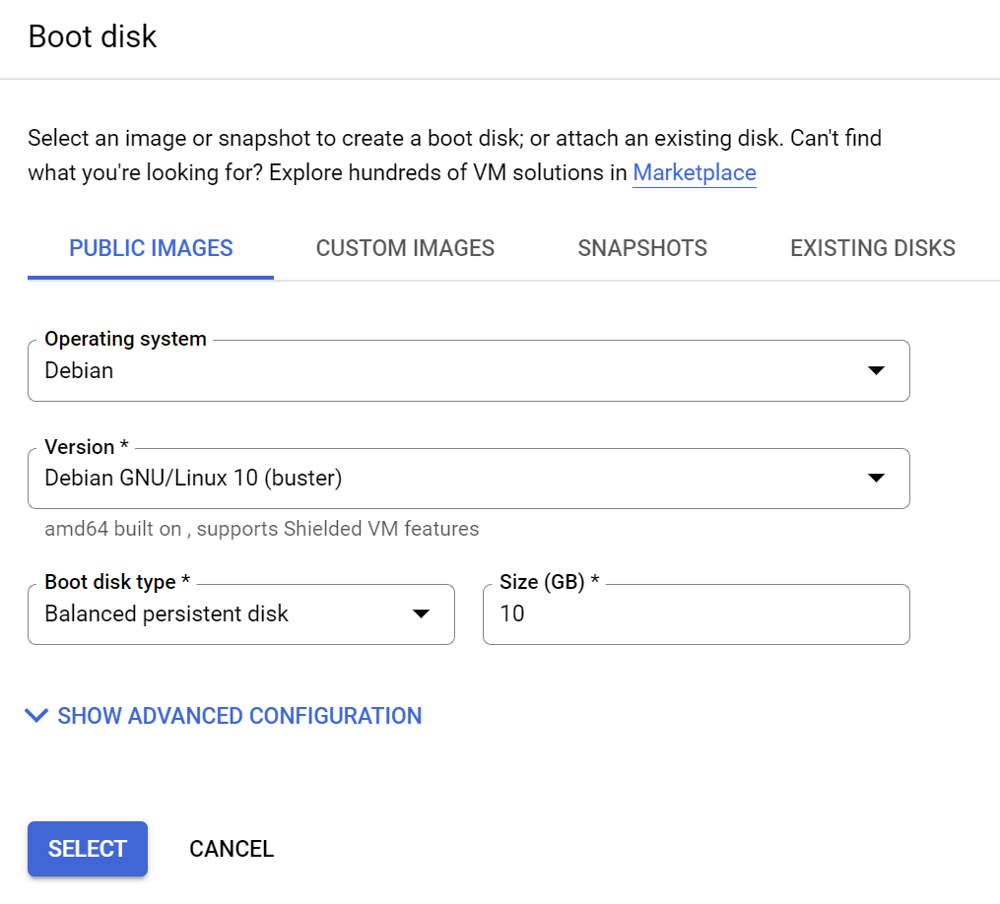 Boot disk
Select an image or snapshot to create a boot disk; or attach an existing disk. Can't find
what you're looking for? Explore hundreds of VM solutions in Marketplace
PUBLIC IMAGES CUSTOM IMAGES SNAPSHOTS EXISTING DISKS
Operating system
Debian
Version *
Debian GNU/Linux 10 (buster)
amd64 built on , supports Shielded VM features
Boot disk type * Size (GB) *
Balanced persistent disk 10
SHOW ADVANCED CONFIGURATION
SELECT CANCEL